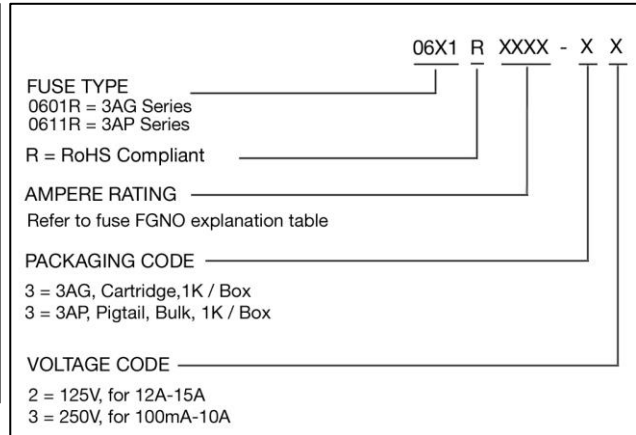 06X1 R XXXX - X X
FUSE TYPE
0601R = 3AG Series
0611R = 3AP Series
R = RoHS Compliant
AMPERE RATING
Refer to fuse FGNO explanation table
PACKAGING CODE
3 = 3AG, Cartridge,1K / Box
3 = 3AP, Pigtail, Bulk, 1K / Box
VOLTAGE CODE
2 = 125V, for 12A-15A
3 = 250V, for 100mA-10A